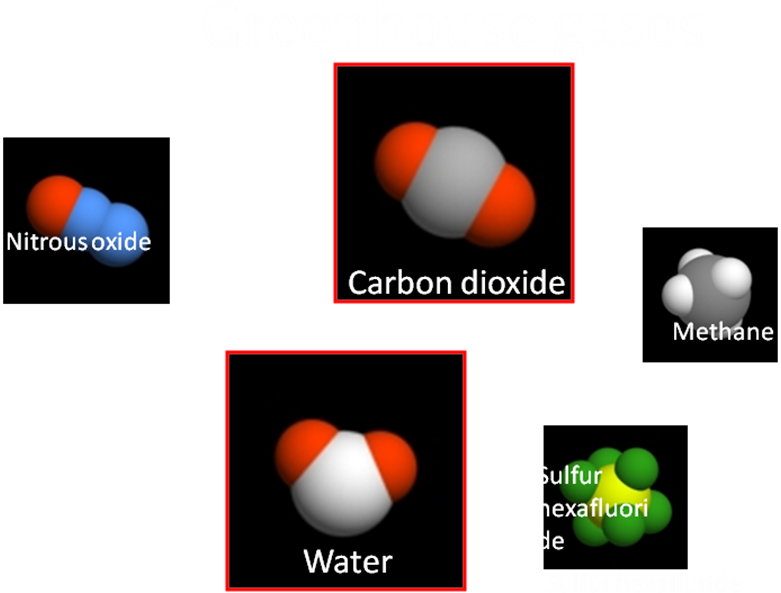 Nitrous oxide
Carbon dioxide
Methane
Sulfur
hexafluori
de
Water